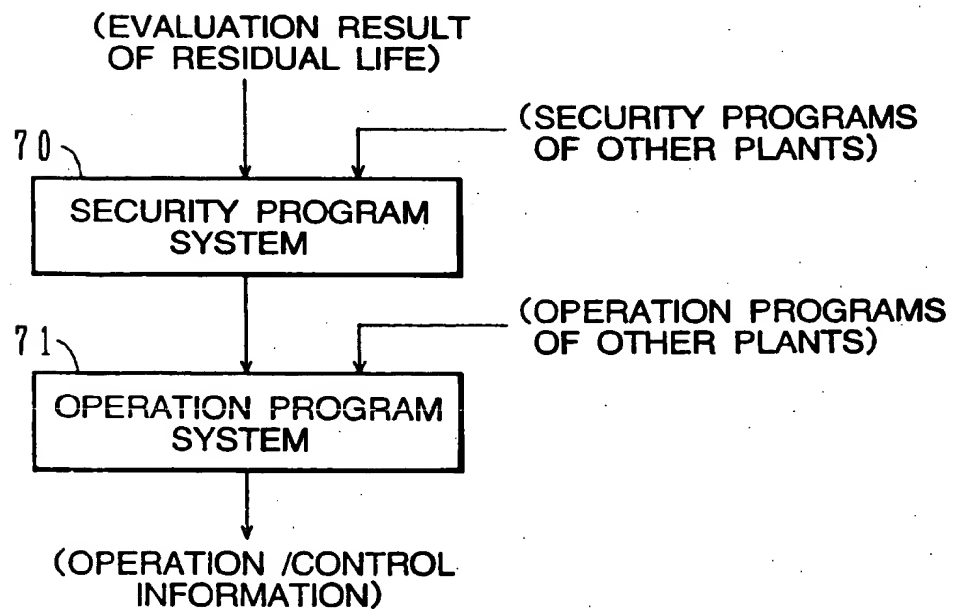 (EVALUATION RESULT
OF RESIDUAL LIFE)
(SECURITY PROGRAMS
OF OTHER PLANTS)
70
SECURITY PROGRAM
SYSTEM
(OPERATION PROGRAMS
OF OTHER PLANTS)
71
OPERATION PROGRAM
SYSTEM
(OPERATION /CONTROL
INFORMATION)